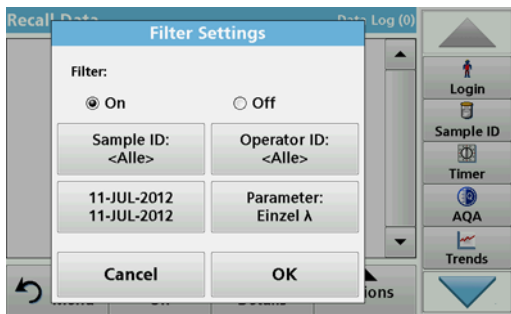 Recall Data
Data Log (0)
Filter Settings
Filter:
On
Off
Sample ID:
<Alle>
Operator ID:
<Alle>
11-JUL-2012
11-JUL-2012
Parameter:
Einzel λ
Cancel
OK
Login
Sample ID
Timer
AQA
Trends